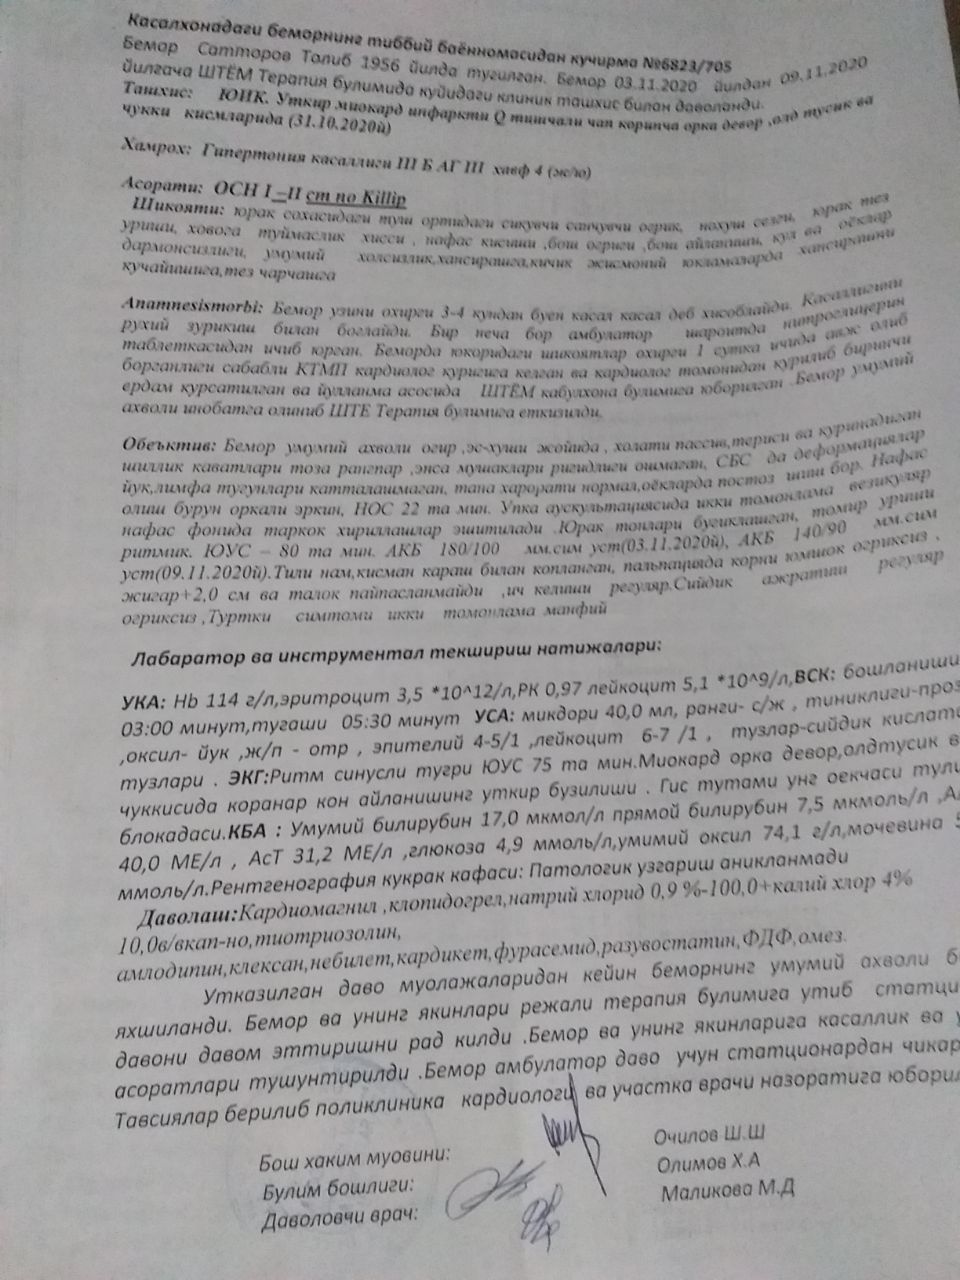 Касалхонадаги беморнинг тиббий баённомасидан кучирма №6823/705
Бемор Сатторов Толиб 1956 йилда тугилган. Бемор 03.11.2020 йилдан 09.11.2020
йилгача ШТЁМ Терапия булимида куйидаги клиник ташхис билан даволанди.
Ташхис: ЮИК. Уткир миокард инфаркти Q тишчали чап коринча орка девор ,олд тусик ва
чукки кисмларида (31.10.2020й)
Хамрох: Гипертония касаллиги III Б АГ III хавф 4 (ж/ю)
Асорати: ОСН I –II ст по Killip
Шикояти: юрак сохасидаги туш ортидаги сикувчи санчувчи огрик, нохуш сезги, юрак тез
уриши, ховога туймаслик хисси , нафас кисиши ,бош огриги ,бош айланиши, кул ва оёклар
дармонсизлиги, умумий холсизлик,хансирашга,кичик жисмоний юкламаларда хансирашни
кучайишига,тез чарчашга
Anamnesismorbi: Бемор узини охирги 3-4 кундан буен касал касал деб хисоблайди. Касаллигини
рухий зурикиш билан боглайди. Бир неча бор амбулатор шароитда нитроглицерин
таблеткасидан ичиб юрган. Беморда юкоридаги шикоятлар охирги 1 сутка ичида авж олиб
борганлиги сабабли КТМП кардиолог куригига келган ва кардиолог томонидан курилиб биринчи
ердам курсатилган ва йулланма асосида ШТЁМ кабулхона булимига юборилган .Бемор умумий
ахволи инобатга олиниб ШТЕ Терапия булимига еткизилди.
Обеъктив: Бемор умумий ахволи огир ,эс-хуши жойида , холати пассив,териси ва куринадиган
шиллик каватлари тоза рангпар ,энса мушаклари ригидлиги ошмаган, СБС да деформациялар
йук,лимфа тугунлари катталашмаган, тана харорати нормал,оёкларда постоз шиш бор. Нафас
олиш бурун оркали эркин, НОС 22 та мин. Упка аускультациясида икки томонлама везикуляр
нафас фонида таркок хириллашлар эшитилади .Юрак тонлари бугиклашган, томир уриши
ритмик. ЮУС – 80 та мин. АКБ 180/100 мм.сим уст(03.11.2020й), АКБ 140/90 мм.сим
уст(09.11.2020й).Тили нам,кисман караш билан копланган, пальпацияда корни юмшок огриксиз ,
жигар+2,0 см ва талок пайпасланмайди ,ич келиши регуляр.Сийдик ажратиш регуляр
огриксиз ,Туртки симтоми икки томонлама манфий
Лабаратор ва инструментал текшириш натижалари:
УКА: Hb 114 г/л,эритроцит 3,5 *10^12/л,РК 0,97 лейкоцит 5,1 *10^9/л,ВСК: бошланиши
03:00 минут,тугаши 05:30 минут УСА: микдори 40,0 мл, ранги- с/ж , тиниклиги-проз
,оксил- йук ,ж/п - отр , эпителий 4-5/1 ,лейкоцит 6-7 /1 , тузлар-сийдик кислата
тузлари . ЭКГ:Ритм синусли тугри ЮУС 75 та мин.Миокард орка девор,олдтусик в
чуккисида коранар кон айланишинг уткир бузилиши . Гис тутами унг оекчаси тули
блокадаси.КБА : Умумий билирубин 17,0 мкмол/л прямой билирубин 7,5 мкмоль/л ,Ал
40,0 МЕ/л , АсТ 31,2 МЕ/л ,глюкоза 4,9 ммоль/л,умимий оксил 74,1 г/л,мочевина 5
ммоль/л.Рентгенография кукрак кафаси: Патологик узгариш аникланмади
Даволаш:Кардиомагнил ,клопидогрел,натрий хлорид 0,9 %-100,0+калий хлор 4%
10,0в/вкап-но,тиотриозолин,
амлодипин,клексан,небилет,кардикет,фурасемид,разувостатин,ФДФ,омез.
Утказилган даво муолажаларидан кейин беморнинг умумий ахволи б
яхшиланди. Бемор ва унинг якинлари режали терапия булимига утиб статци
давони давом эттиришни рад килди .Бемор ва унинг якинларига касаллик ва у
асоратлари тушунтирилди .Бемор амбулатор даво учун статционардан чикар
Тавсиялар берилиб поликлиника кардиологи ва участка врачи назоратига юборил
Бош хаким муовини: Очилов Ш.Ш
Булим бошлиги: Олимов Х.А
Даволовчи врач: Маликова М.Д